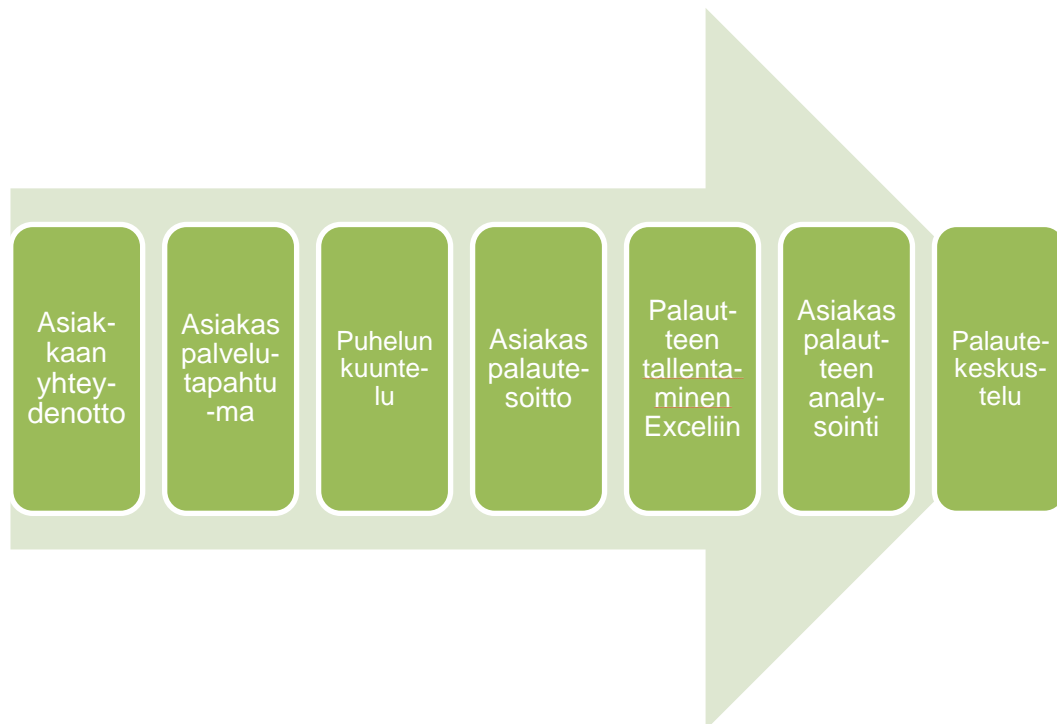 Asiak-
kaan
yhtey-
denotto
Asiakas
palvelu-
tapahtu
-ma
Puhelun
kuunte-
lu
Asiakas
palaute-
soitto
Palaut-
teen
tallenta-
minen
Exceliin
Asiakas
palaut-
teen
analy-
sointi
Palaute-
keskus-
telu